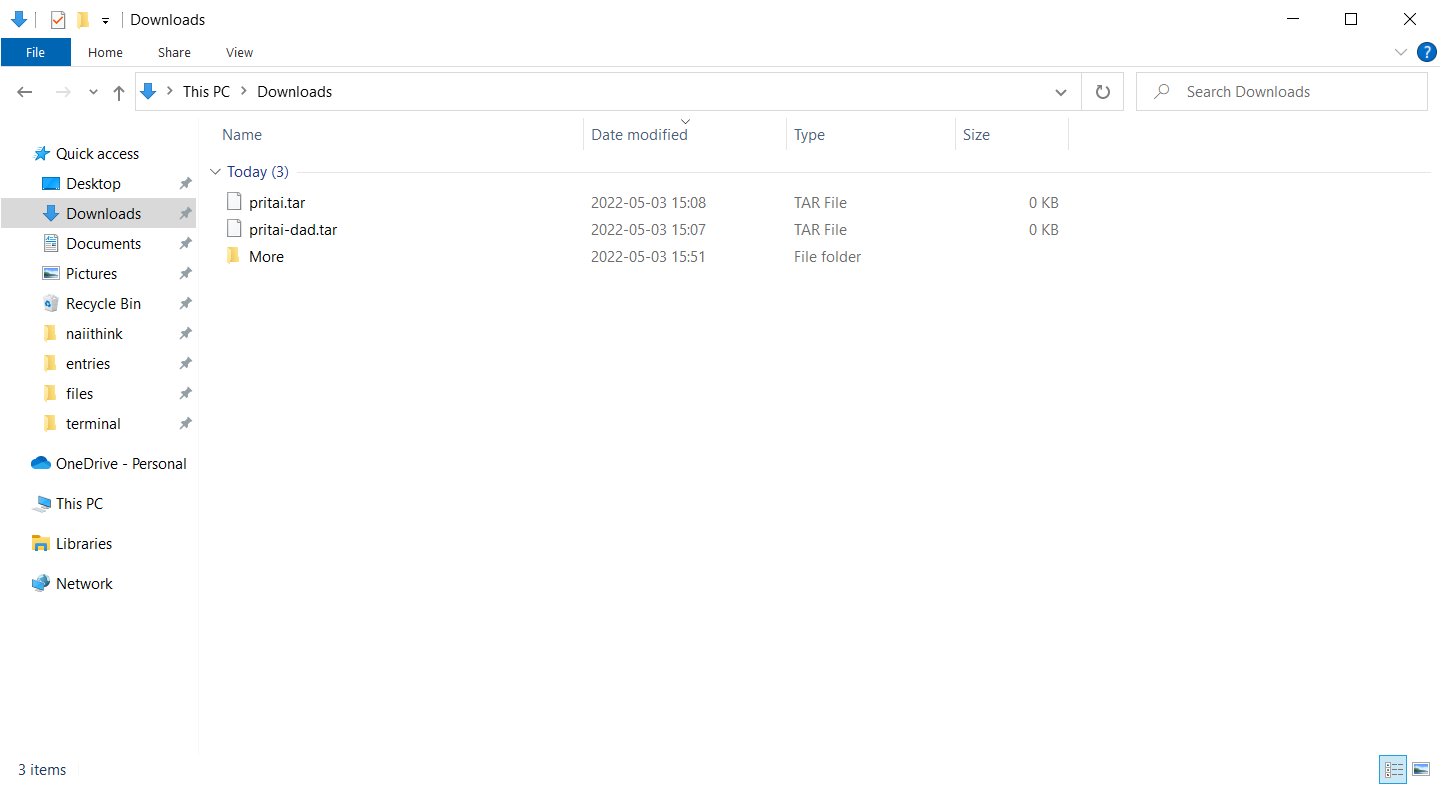 Downloads
File Home Share View ?
This PC Downloads Search Downloads
Name Date modified Type Size
Quick access
Desktop
Downloads
Documents
Pictures
Recycle Bin
naiithink
entries
files
terminal
OneDrive - Personal
This PC
Libraries
Network
Today (3)
pritai.tar 2022-05-03 15:08 TAR File 0 KB
pritai-dad.tar 2022-05-03 15:07 TAR File 0 KB
More 2022-05-03 15:51 File folder
3 items